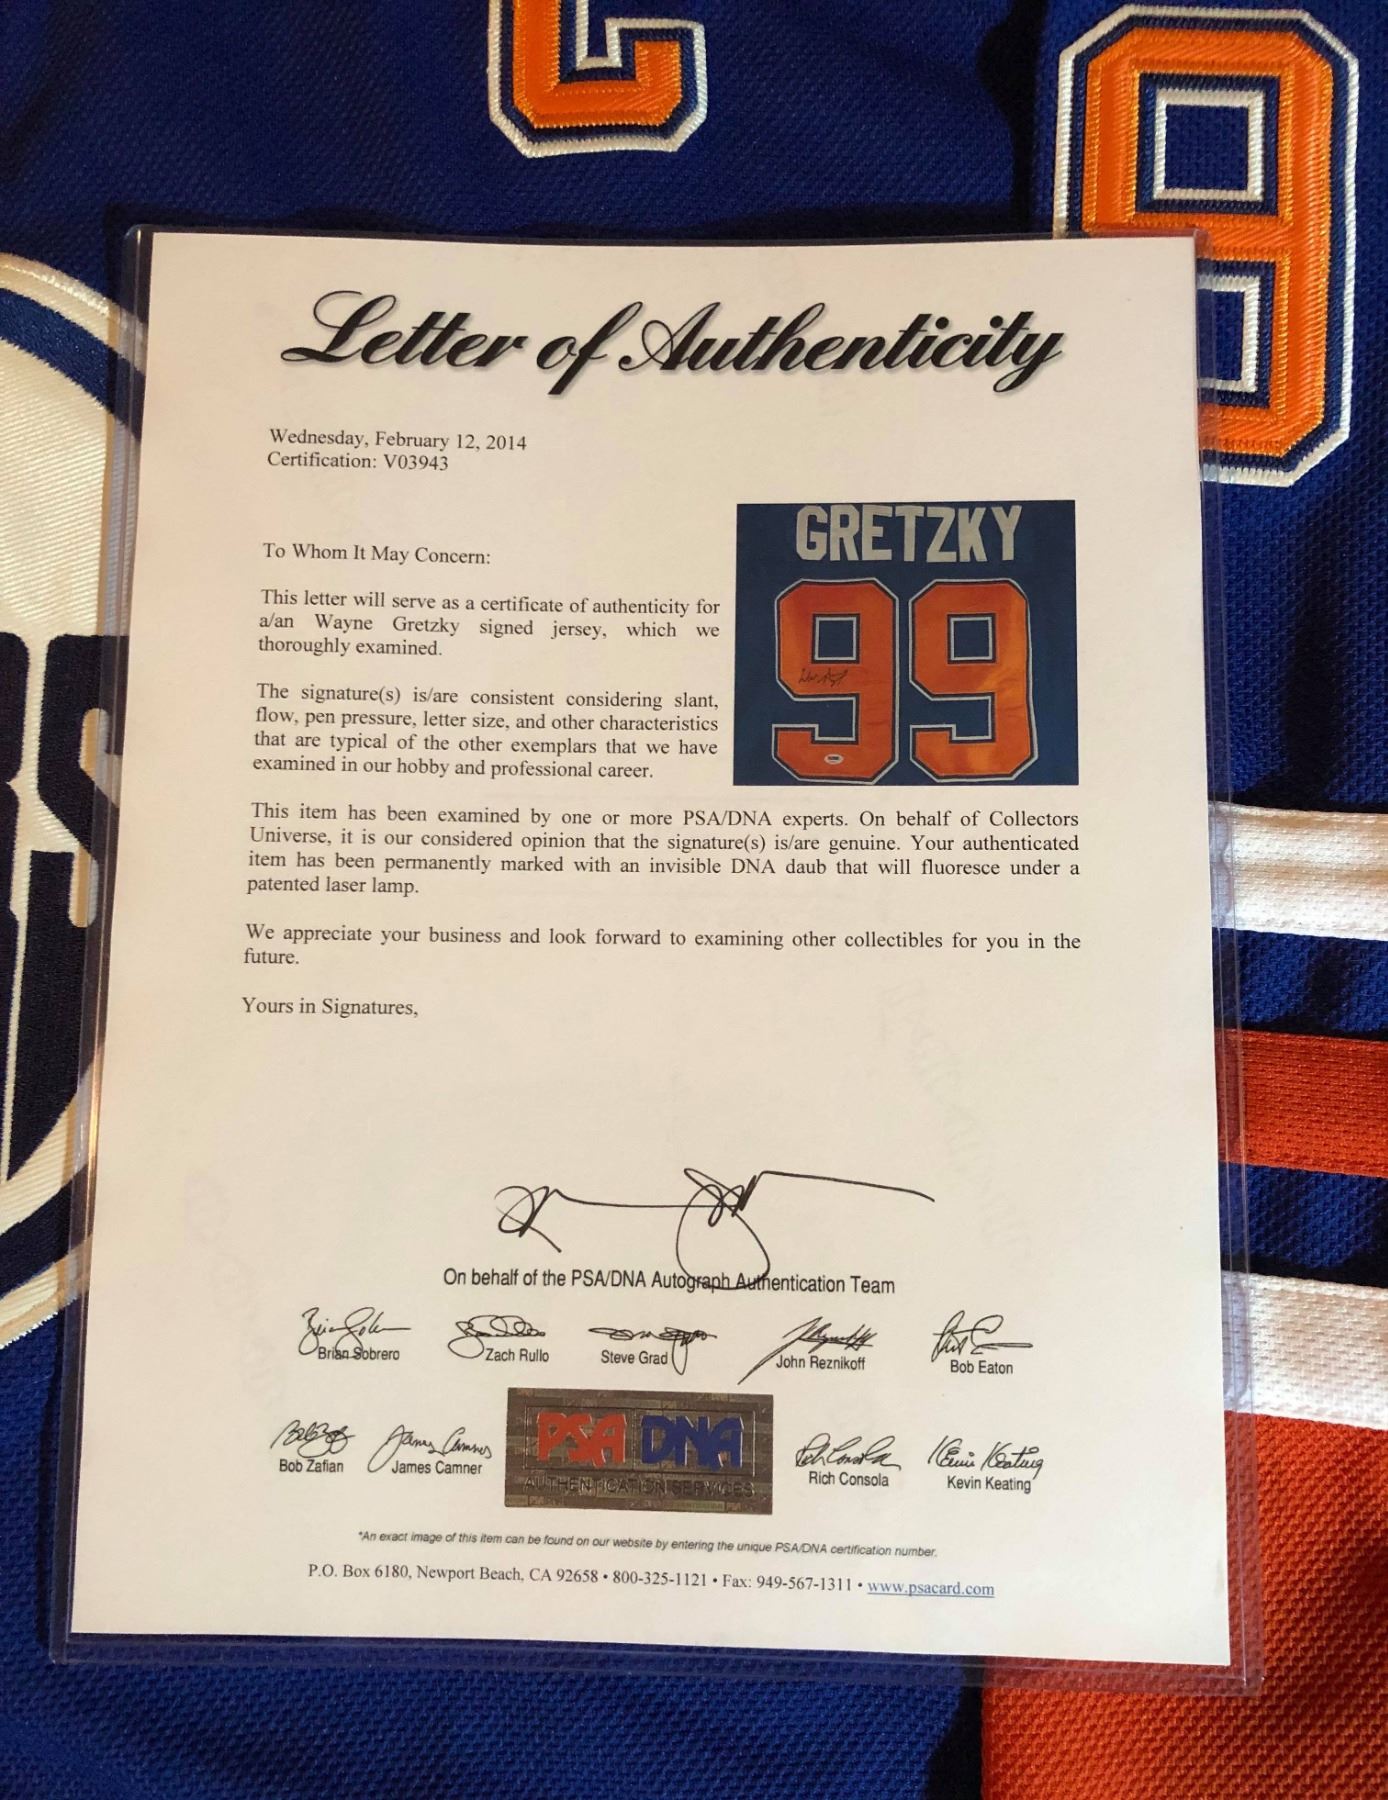 C
9
Letter of Authenticity
Wednesday, February 12, 2014
Certification: V03943
GRETZKY
99
To Whom It May Concern:
This letter will serve as a certificate of authenticity for
a/an Wayne Gretzky signed jersey, which we
thoroughly examined.
The signature(s) is/are consistent considering slant,
flow, pen pressure, letter size, and other characteristics
that are typical of the other exemplars that we have
examined in our hobby and professional career.
This item has been examined by one or more PSA/DNA experts. On behalf of Collectors
Universe, it is our considered opinion that the signature(s) is/are genuine. Your authenticated
item has been permanently marked with an invisible DNA daub that will fluoresce under a
patented laser lamp.
We appreciate your business and look forward to examining other collectibles for you in the
future.
Yours in Signatures,
On behalf of the PSA/DNA Autograph Authentication Team
Brian Sobrero
Zach Rullo
Steve Grad
John Reznikoff
Bob Eaton
Bob Zafian
James Camner
PSA DNA
AUTHENTICATION SERVICES
Rich Consola
Kevin Keating
*An exact image of this item can be found on our website by entering the unique PSA/DNA certification number.
P.O. Box 6180, Newport Beach, CA 92658 • 800-325-1121 • Fax: 949-567-1311 • www.psacard.com